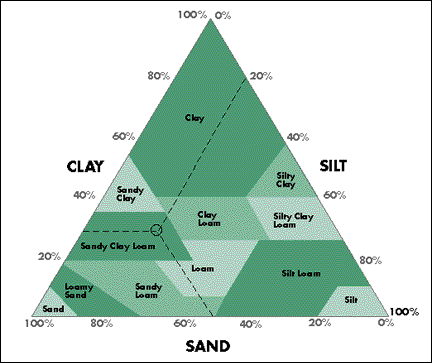 100% 0%
80% 20%
Clay
60% 40%
CLAY SILT
Silty
Clay
40% 60%
Sandy
Clay
Clay
Loam
Silty Clay
Loam
Sandy Clay Loam
20% 80%
Loam
Silt Loam
Loamy
Sand
Sandy
Loam
Silt
Sand
100%
100% 80% 60% 40% 20% 0%
SAND